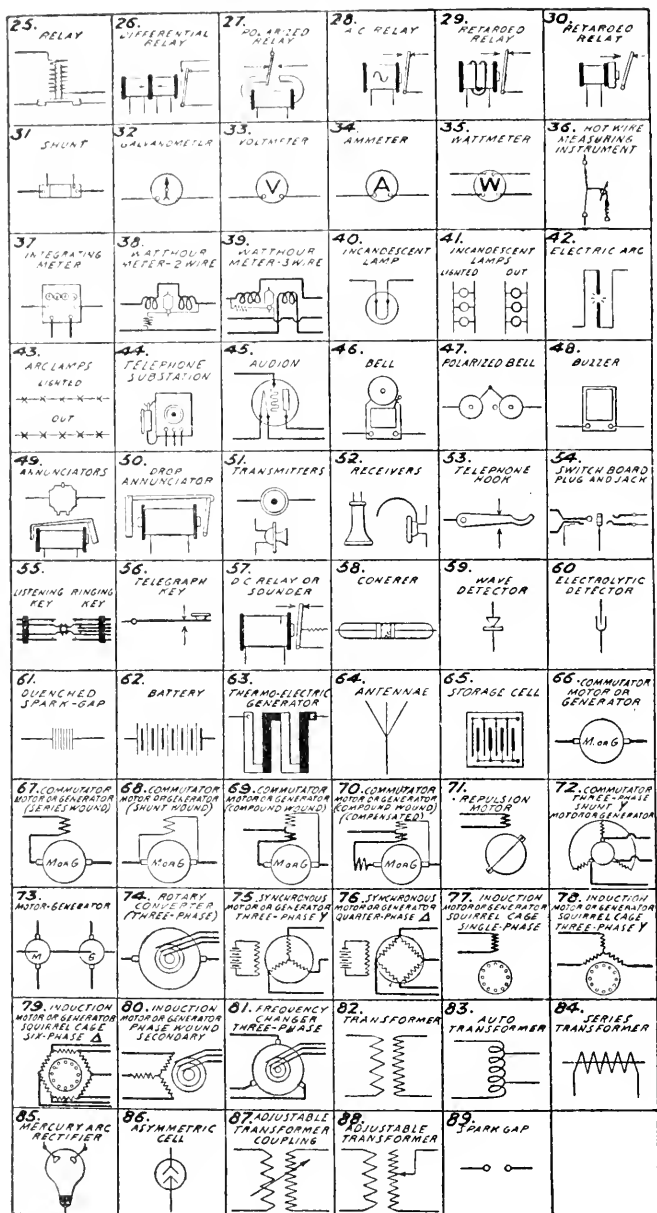 25.
RELAY
26.
DIFFERENTIAL
RELAY
27.
POLARIZED
RELAY
28.
A C RELAY
29.
RETARDED
RELAY
30.
RETARDED
RELAY
31
SHUNT
32
GALVANOMETER
33.
VOLTMETER
34.
AMMETER
35.
WATTMETER
36. HOT WIRE
MEASURING
INSTRUMENT
V
A
W
37
INTEGRATING
METER
38.
WATTHOUR
METER-2 WIRE
39.
WATTHOUR
METER-3 WIRE
40.
INCANDESCENT
LAMP
41.
INCANDESCENT
LAMPS
LIGHTED OUT
42.
ELECTRIC ARC
43.
ARC LAMPS
LIGHTED
OUT
44.
TELEPHONE
SUBSTATION
45.
AUDION
46.
BELL
47.
POLARIZED BELL
48.
BUZZER
49.
ANNUNCIATORS
50.
DROP
ANNUNCIATOR
51.
TRANSMITTERS
52.
RECEIVERS
53.
TELEPHONE
HOOK
54.
SWITCH BOARD
PLUG AND JACK
55.
LISTENING RINGING
KEY KEY
56.
TELEGRAPH
KEY
57.
D C RELAY OR
SOUNDER
58.
COHERER
59.
WAVE
DETECTOR
60
ELECTROLYTIC
DETECTOR
61.
QUENCHED
SPARK-GAP
62.
BATTERY
63.
THERMO-ELECTRIC
GENERATOR
64.
ANTENNAE
65.
STORAGE CELL
66. COMMUTATOR
MOTOR OR
GENERATOR
M. or G
67. COMMUTATOR
MOTOR OR GENERATOR
(SERIES WOUND)
M or G
68. COMMUTATOR
MOTOR OR GENERATOR
(SHUNT WOUND)
M or G
69. COMMUTATOR
MOTOR OR GENERATOR
(COMPOUND WOUND)
M or G
70. COMMUTATOR
MOTOR OR GENERATOR
(COMPOUND WOUND)
(COMPENSATED)
M or G
71.
REPULSION
MOTOR
72. COMMUTATOR
THREE-PHASE
SHUNT Y
MOTOR OR GENERATOR
73.
MOTOR-GENERATOR
M G
74. ROTARY
CONVERTER
(THREE-PHASE)
75. SYNCHRONOUS
MOTOR OR GENERATOR
THREE-PHASE Y
76. SYNCHRONOUS
MOTOR OR GENERATOR
QUARTER-PHASE Δ
77. INDUCTION
MOTOR OR GENERATOR
SQUIRREL CAGE
SINGLE-PHASE
78. INDUCTION
MOTOR OR GENERATOR
SQUIRREL CAGE
THREE-PHASE Y
79. INDUCTION
MOTOR OR GENERATOR
SQUIRREL CAGE
SIX-PHASE Δ
80. INDUCTION
MOTOR OR GENERATOR
PHASE WOUND
SECONDARY
81. FREQUENCY
CHANGER
THREE-PHASE
82.
TRANSFORMER
83.
AUTO
TRANSFORMER
84.
SERIES
TRANSFORMER
85.
MERCURY ARC
RECTIFIER
86.
ASYMMETRIC
CELL
87. ADJUSTABLE
TRANSFORMER
COUPLING
88.
ADJUSTABLE
TRANSFORMER
89.
SPARK GAP